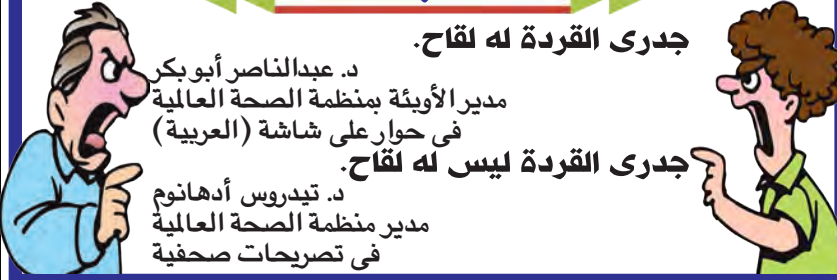 جدرى القردة له لقاح.
د. عبدالناصر أبو بكر
مدير الأوبئة بمنظمة الصحة العالمية
فى حوار على شاشة (العربية)
جدرى القردة ليس له لقاح.
د. تيدروس أدهانوم
مدير منظمة الصحة العالمية
فى تصريحات صحفية